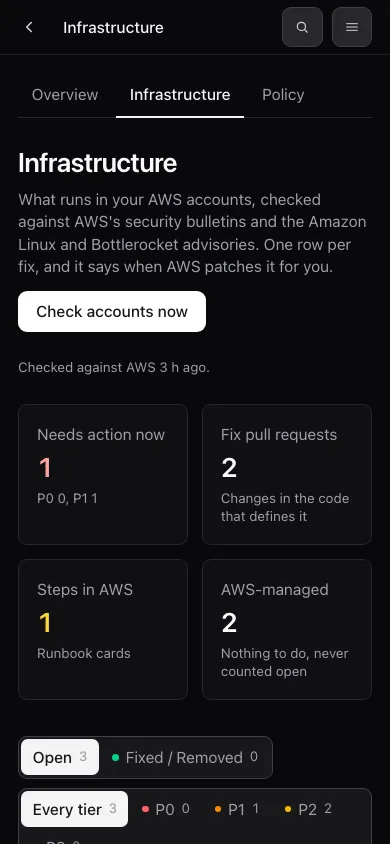 Infrastructure
Overview Infrastructure Policy
Infrastructure
What runs in your AWS accounts, checked
against AWS's security bulletins and the Amazon
Linux and Bottlerocket advisories. One row per
fix, and it says when AWS patches it for you.
Check accounts now
Checked against AWS 3 h ago.
Needs action now
1
P0 0, P1 1
Fix pull requests
2
Changes in the code
that defines it
Steps in AWS
1
Runbook cards
AWS-managed
2
Nothing to do, never
counted open
Open 3 Fixed / Removed 0
Every tier 3 P0 0 P1 1 P2 2